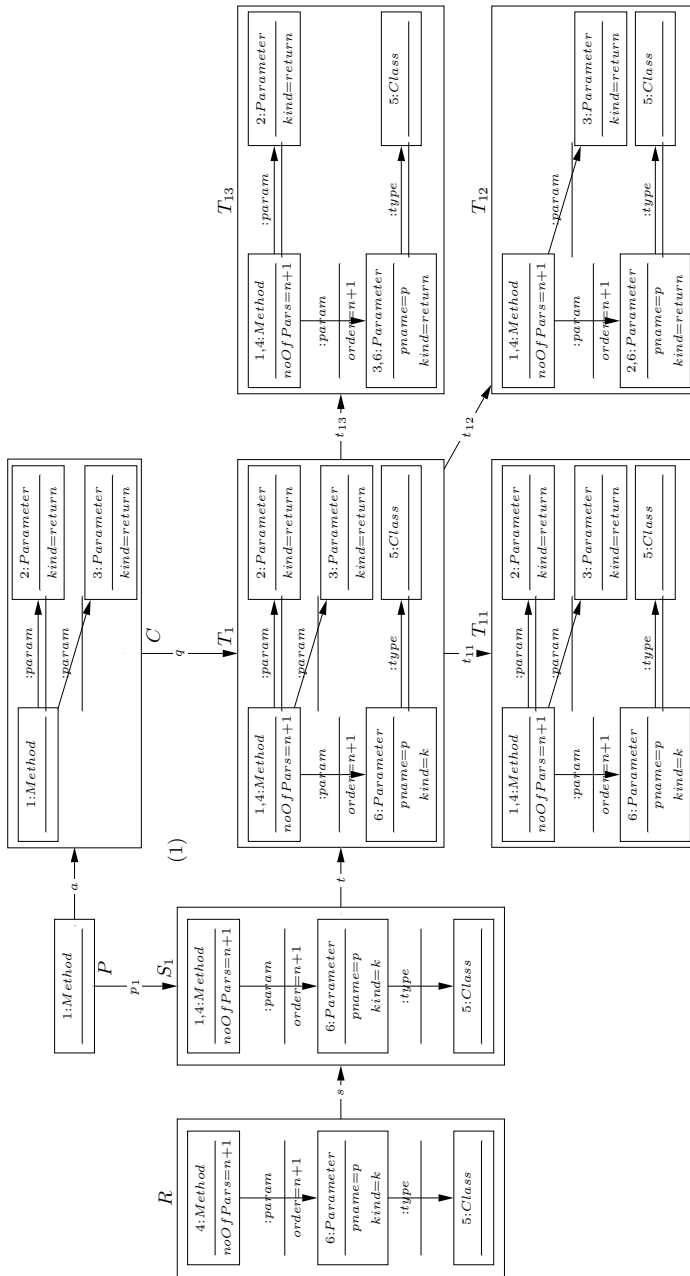 1:Method
P
a
1:Method
:param
2:Parameter
kind=return
:param
3:Parameter
kind=return
C
p1
(1)
q
R
4:Method
noOfPars=n+1
:param
order=n+1
6:Parameter
pname=p
kind=k
:type
5:Class
s
S1
1,4:Method
noOfPars=n+1
:param
order=n+1
6:Parameter
pname=p
kind=k
:type
5:Class
t
T1
1,4:Method
noOfPars=n+1
:param
2:Parameter
kind=return
:param
3:Parameter
kind=return
:param
order=n+1
6:Parameter
pname=p
kind=k
:type
5:Class
t13
T13
1,4:Method
noOfPars=n+1
:param
2:Parameter
kind=return
:param
order=n+1
3,6:Parameter
pname=p
kind=return
:type
5:Class
t11
t12
T11
1,4:Method
noOfPars=n+1
:param
2:Parameter
kind=return
:param
3:Parameter
kind=return
:param
order=n+1
6:Parameter
pname=p
kind=k
:type
5:Class
T12
1,4:Method
noOfPars=n+1
:param
3:Parameter
kind=return
:param
order=n+1
2,6:Parameter
pname=p
kind=return
:type
5:Class